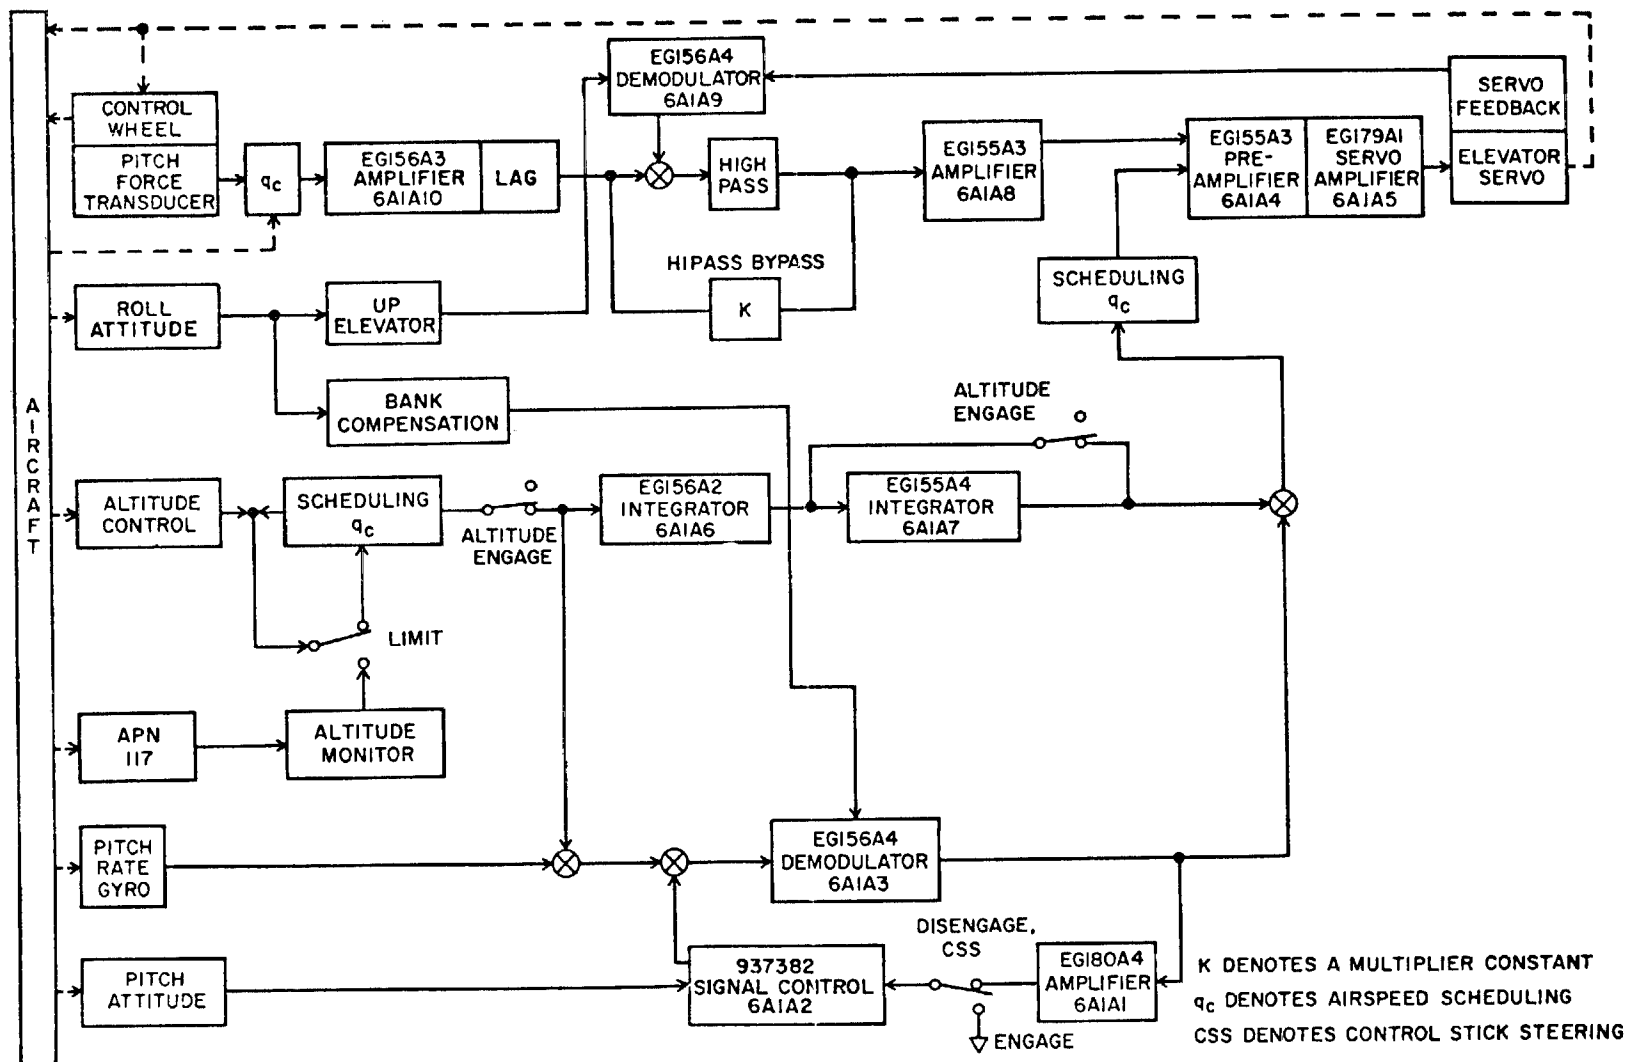 EG156A4
DEMODULATOR
6A1A9
CONTROL
WHEEL
PITCH
FORCE
TRANSDUCER
qc
EG156A3
AMPLIFIER
6A1A10
LAG
HIGH
PASS
EG155A3
AMPLIFIER
6A1A8
EG155A3
PRE-
AMPLIFIER
6A1A4
EG179A1
SERVO
AMPLIFIER
6A1A5
SERVO
FEEDBACK
ELEVATOR
SERVO
HIPASS BYPASS
K
SCHEDULING
qc
ROLL
ATTITUDE
UP
ELEVATOR
BANK
COMPENSATION
ALTITUDE
ENGAGE
AIRCRAFT
ALTITUDE
CONTROL
SCHEDULING
qc
ALTITUDE
ENGAGE
EG156A2
INTEGRATOR
6A1A6
EG155A4
INTEGRATOR
6A1A7
LIMIT
APN
117
ALTITUDE
MONITOR
PITCH
RATE
GYRO
EG156A4
DEMODULATOR
6A1A3
PITCH
ATTITUDE
937382
SIGNAL CONTROL
6A1A2
DISENGAGE,
CSS
EG180A4
AMPLIFIER
6A1A1
ENGAGE
K DENOTES A MULTIPLIER CONSTANT
qc DENOTES AIRSPEED SCHEDULING
CSS DENOTES CONTROL STICK STEERING